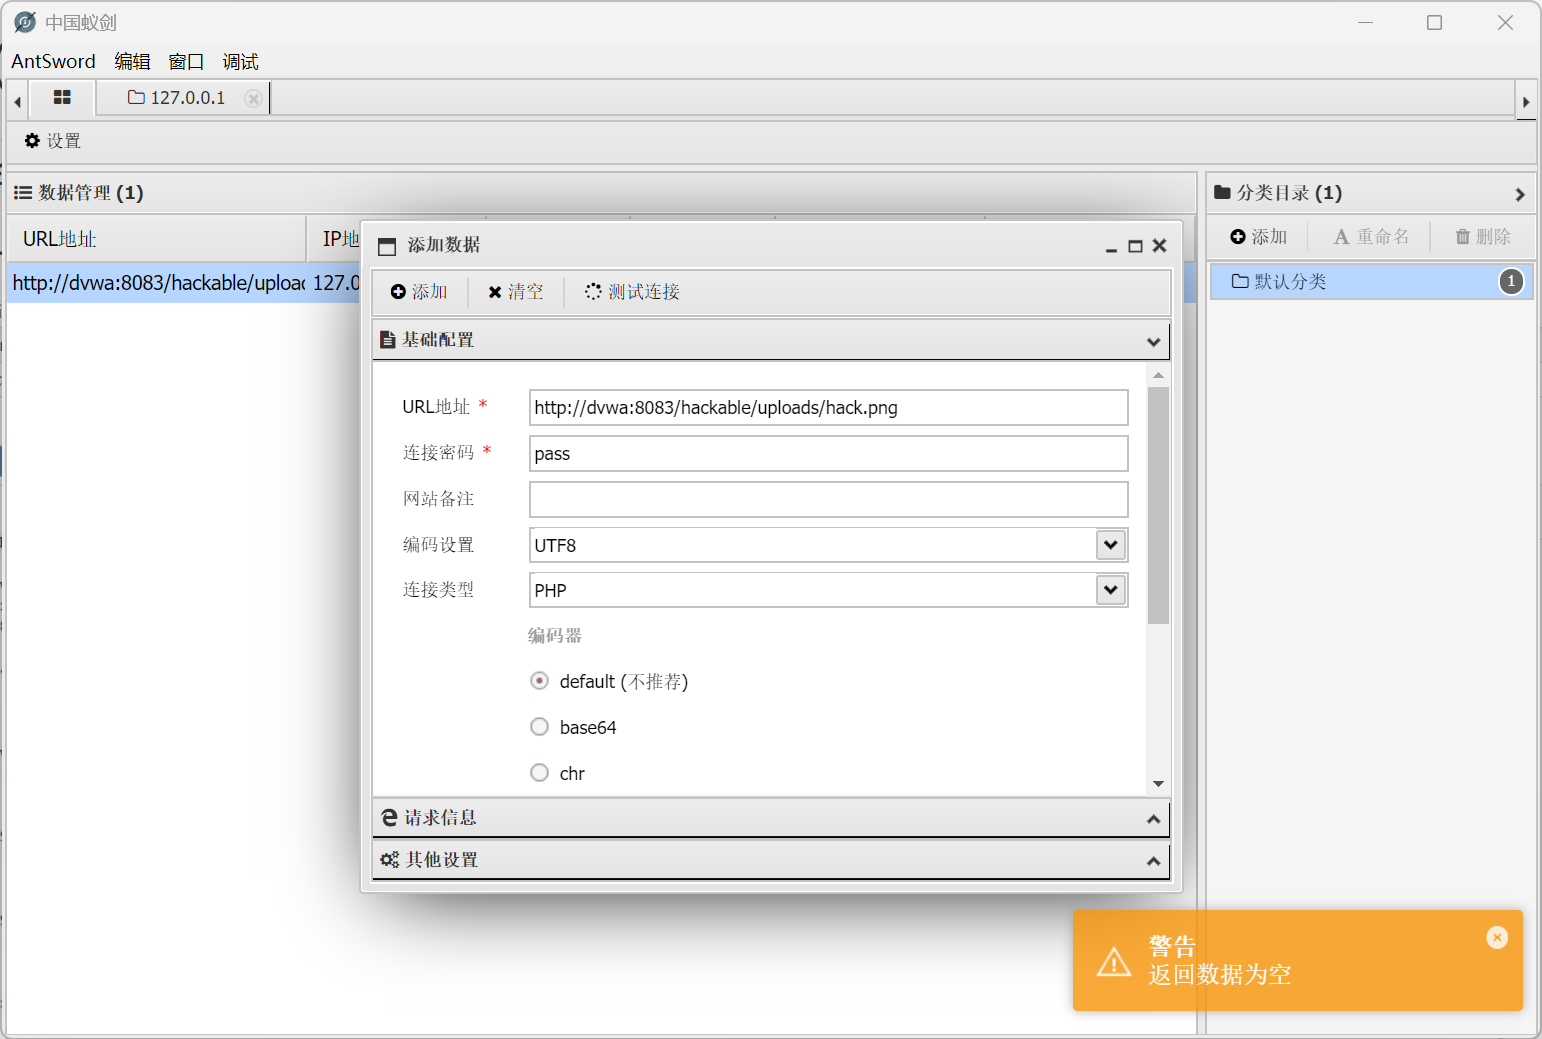 中国蚁剑
AntSword 编辑 窗口 调试
127.0.0.1
设置
数据管理 (1)
URL地址 IP地
http://dvwa:8083/hackable/uploac 127.0
添加数据
添加 清空 测试连接
基础配置
URL地址 * http://dvwa:8083/hackable/uploads/hack.png
连接密码 * pass
网站备注
编码设置 UTF8
连接类型 PHP
编码器
default (不推荐)
base64
chr
请求信息
其他设置
分类目录 (1)
添加 重命名 删除
默认分类 1
警告
返回数据为空